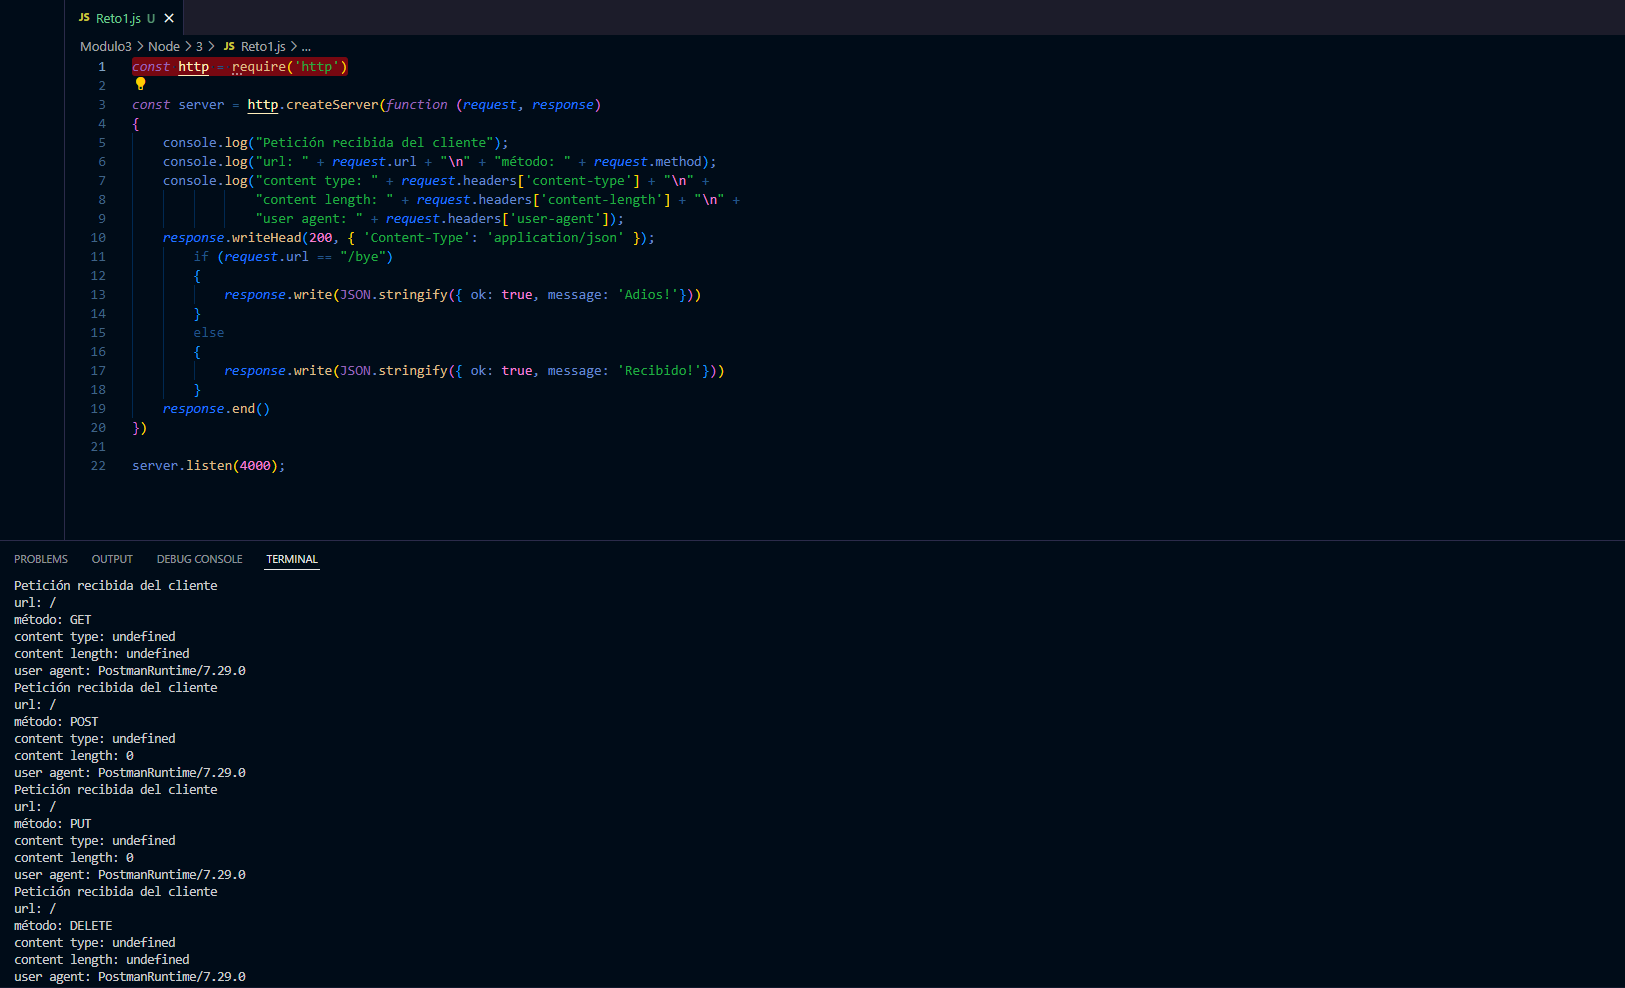 JS Reto1.js U ×
Modulo3 > Node > 3 > JS Reto1.js > ...
1 const http = require('http')
2
3 const server = http.createServer(function (request, response)
4 {
5     console.log("Petición recibida del cliente");
6     console.log("url: " + request.url + "\n" + "método: " + request.method);
7     console.log("content type: " + request.headers['content-type'] + "\n" +
8                 "content length: " + request.headers['content-length'] + "\n" +
9                 "user agent: " + request.headers['user-agent']);
10     response.writeHead(200, { 'Content-Type': 'application/json' });
11         if (request.url == "/bye")
12         {
13             response.write(JSON.stringify({ ok: true, message: 'Adios!'}))
14         }
15         else
16         {
17             response.write(JSON.stringify({ ok: true, message: 'Recibido!'}))
18         }
19     response.end()
20 })
21
22 server.listen(4000);
PROBLEMS OUTPUT DEBUG CONSOLE TERMINAL
Petición recibida del cliente
url: /
método: GET
content type: undefined
content length: undefined
user agent: PostmanRuntime/7.29.0
Petición recibida del cliente
url: /
método: POST
content type: undefined
content length: 0
user agent: PostmanRuntime/7.29.0
Petición recibida del cliente
url: /
método: PUT
content type: undefined
content length: 0
user agent: PostmanRuntime/7.29.0
Petición recibida del cliente
url: /
método: DELETE
content type: undefined
content length: undefined
user agent: PostmanRuntime/7.29.0